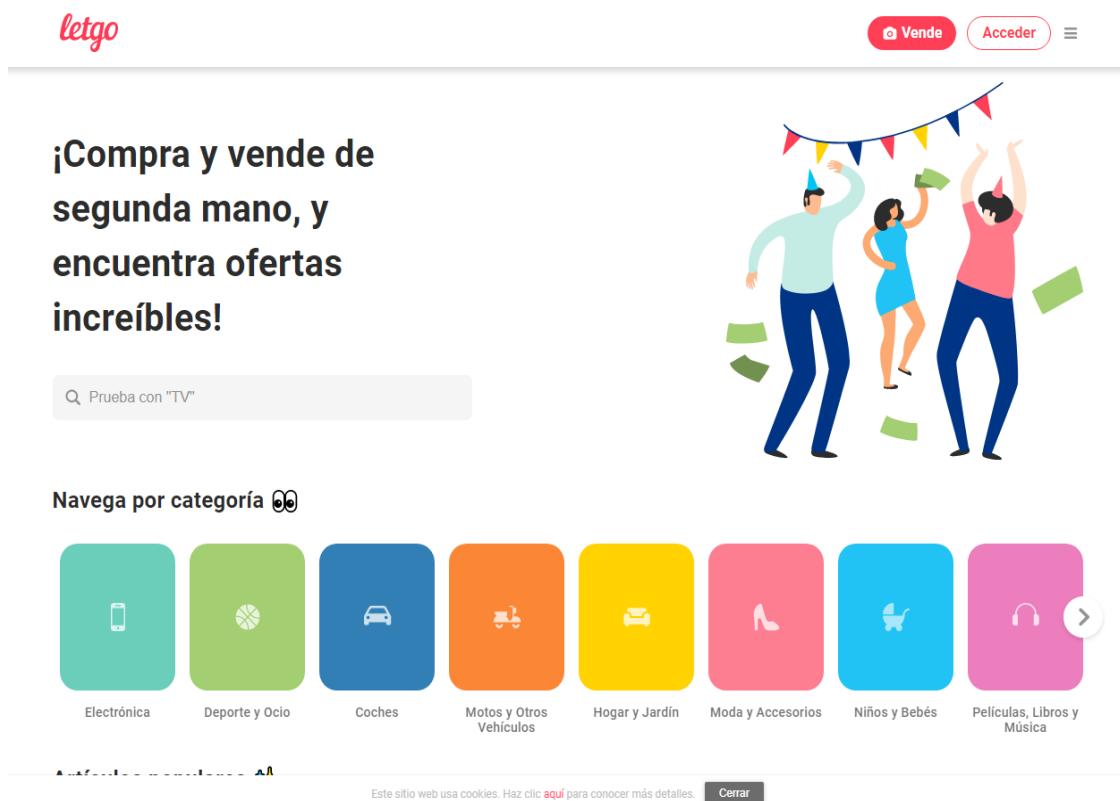 letgo
Vende
Acceder
¡Compra y vende de
segunda mano, y
encuentra ofertas
increíbles!
Prueba con "TV"
Navega por categoría
Electrónica
Deporte y Ocio
Coches
Motos y Otros
Vehículos
Hogar y Jardín
Moda y Accesorios
Niños y Bebés
Películas, Libros y
Música
Artículos populares
Este sitio web usa cookies. Haz clic aquí para conocer más detalles.
Cerrar